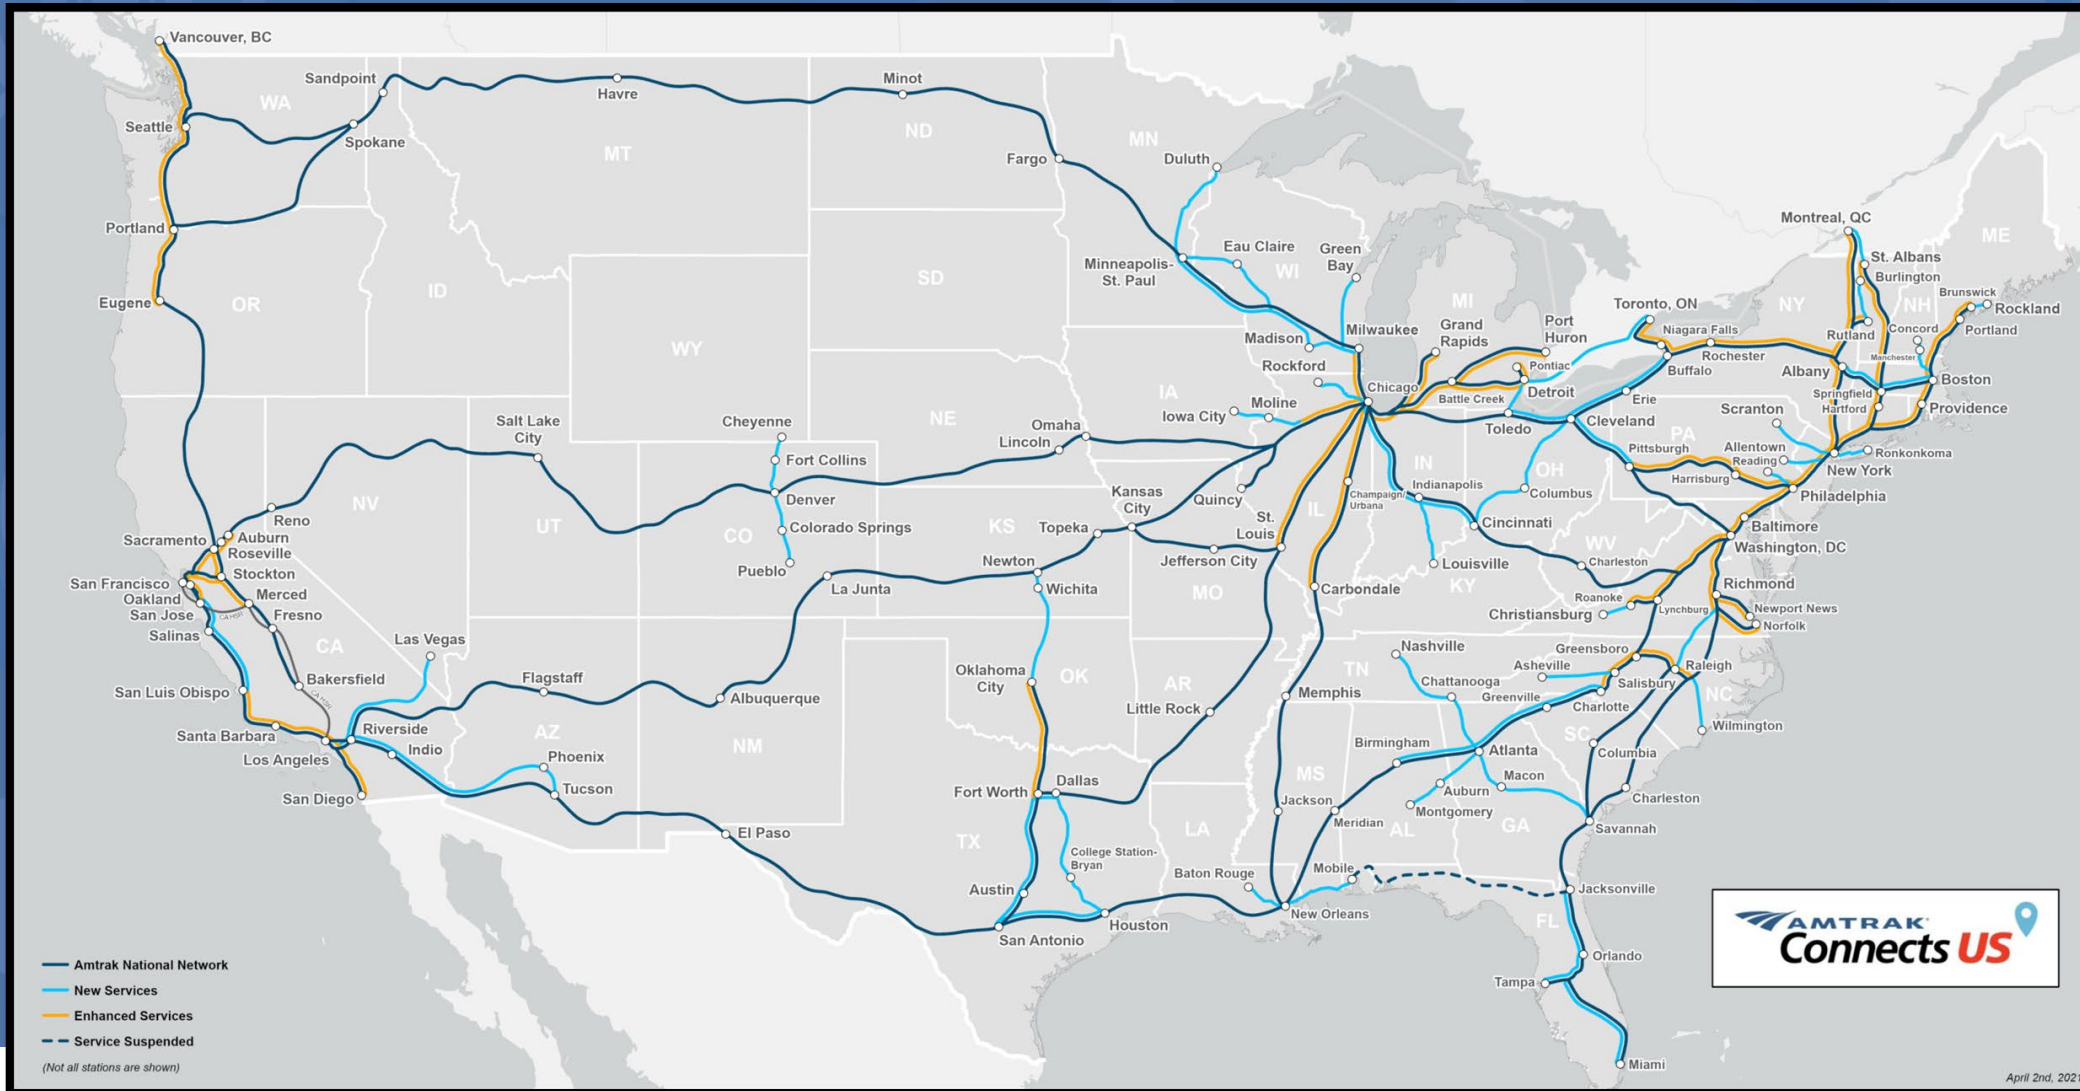 Vancouver, BC
Sandpoint
Havre
Minot
WA
Seattle
Spokane
MT
ND
Fargo
MN
Duluth
Portland
Eugene
OR
ID
SD
Minneapolis-
St. Paul
Eau Claire
WI
Green
Bay
Madison
Milwaukee
Rockford
Chicago
MI
Grand
Rapids
Port
Huron
Pontiac
Battle Creek
Detroit
Toronto, ON
Niagara Falls
Rochester
Buffalo
NY
Montreal, QC
St. Albans
Burlington
ME
NH
Brunswick
Rockland
Portland
Rutland
Concord
Manchester
Albany
Boston
Springfield
Hartford
Providence
Erie
Cleveland
Toledo
Scranton
PA
Pittsburgh
Allentown
Reading
Harrisburg
New York
Ronkonkoma
Philadelphia
WY
IA
Iowa City
Moline
NE
Omaha
Lincoln
Salt Lake
City
Cheyenne
Fort Collins
Denver
Colorado Springs
Pueblo
CO
UT
NV
Reno
Auburn
Roseville
Sacramento
Stockton
San Francisco
Oakland
San Jose
Merced
CA HSR
Fresno
Salinas
CA
Las Vegas
Bakersfield
CA HSR
San Luis Obispo
Santa Barbara
Los Angeles
Riverside
Indio
San Diego
Flagstaff
AZ
Phoenix
Tucson
Albuquerque
NM
El Paso
La Junta
KS
Topeka
Newton
Wichita
Kansas
City
Quincy
St.
Louis
Jefferson City
MO
IL
Champaign/
Urbana
IN
Indianapolis
OH
Columbus
Cincinnati
Louisville
KY
WV
Charleston
Baltimore
Washington, DC
Richmond
Newport News
Norfolk
Roanoke
Lynchburg
Christiansburg
Carbondale
Oklahoma
City
OK
AR
Little Rock
Memphis
TN
Nashville
Chattanooga
Greensboro
Asheville
Greenville
Salisbury
Raleigh
NC
Charlotte
Wilmington
SC
Columbia
Charleston
Birmingham
Atlanta
Macon
Auburn
Montgomery
GA
Savannah
MS
Jackson
Meridian
AL
LA
Fort Worth
Dallas
TX
College Station-
Bryan
Austin
San Antonio
Houston
Baton Rouge
New Orleans
Mobile
Jacksonville
FL
Orlando
Tampa
Miami
AMTRAK
Connects US
Amtrak National Network
New Services
Enhanced Services
Service Suspended
(Not all stations are shown)
April 2nd, 2021